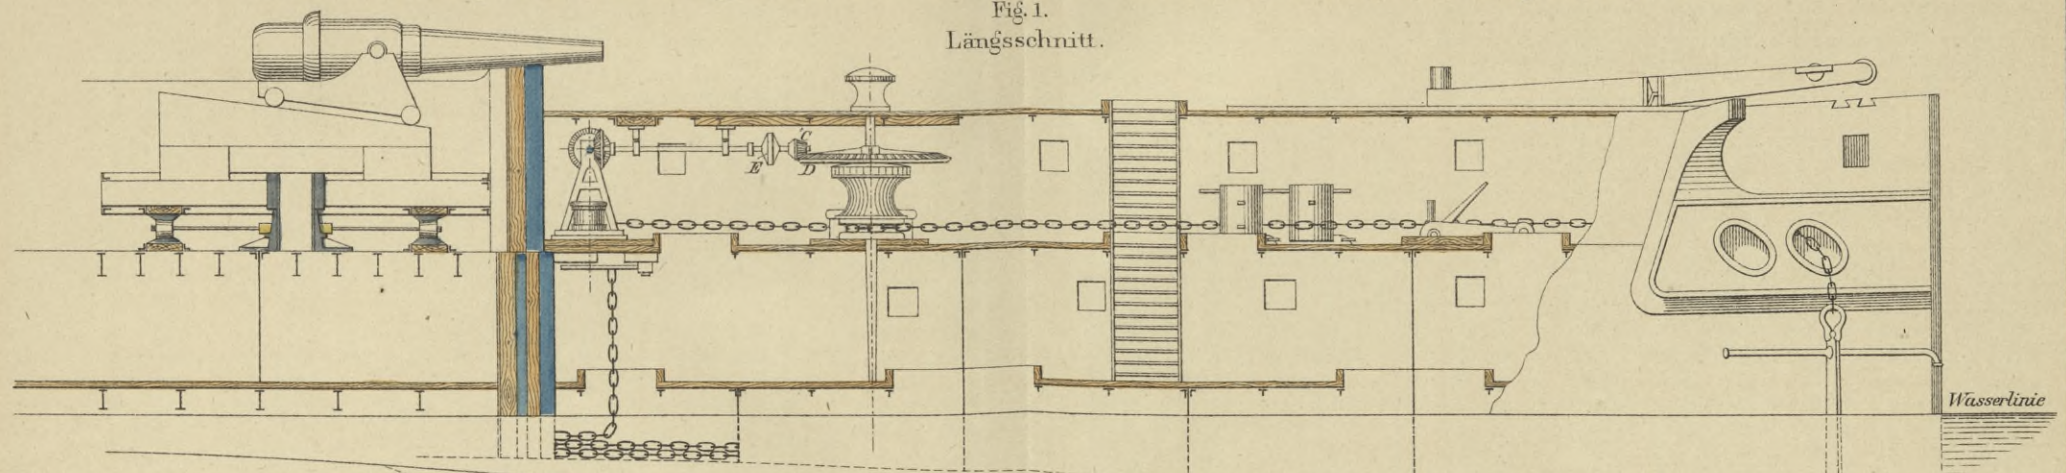 Fig. 1.
Längsschnitt.
C
E
D
Wasserlinie